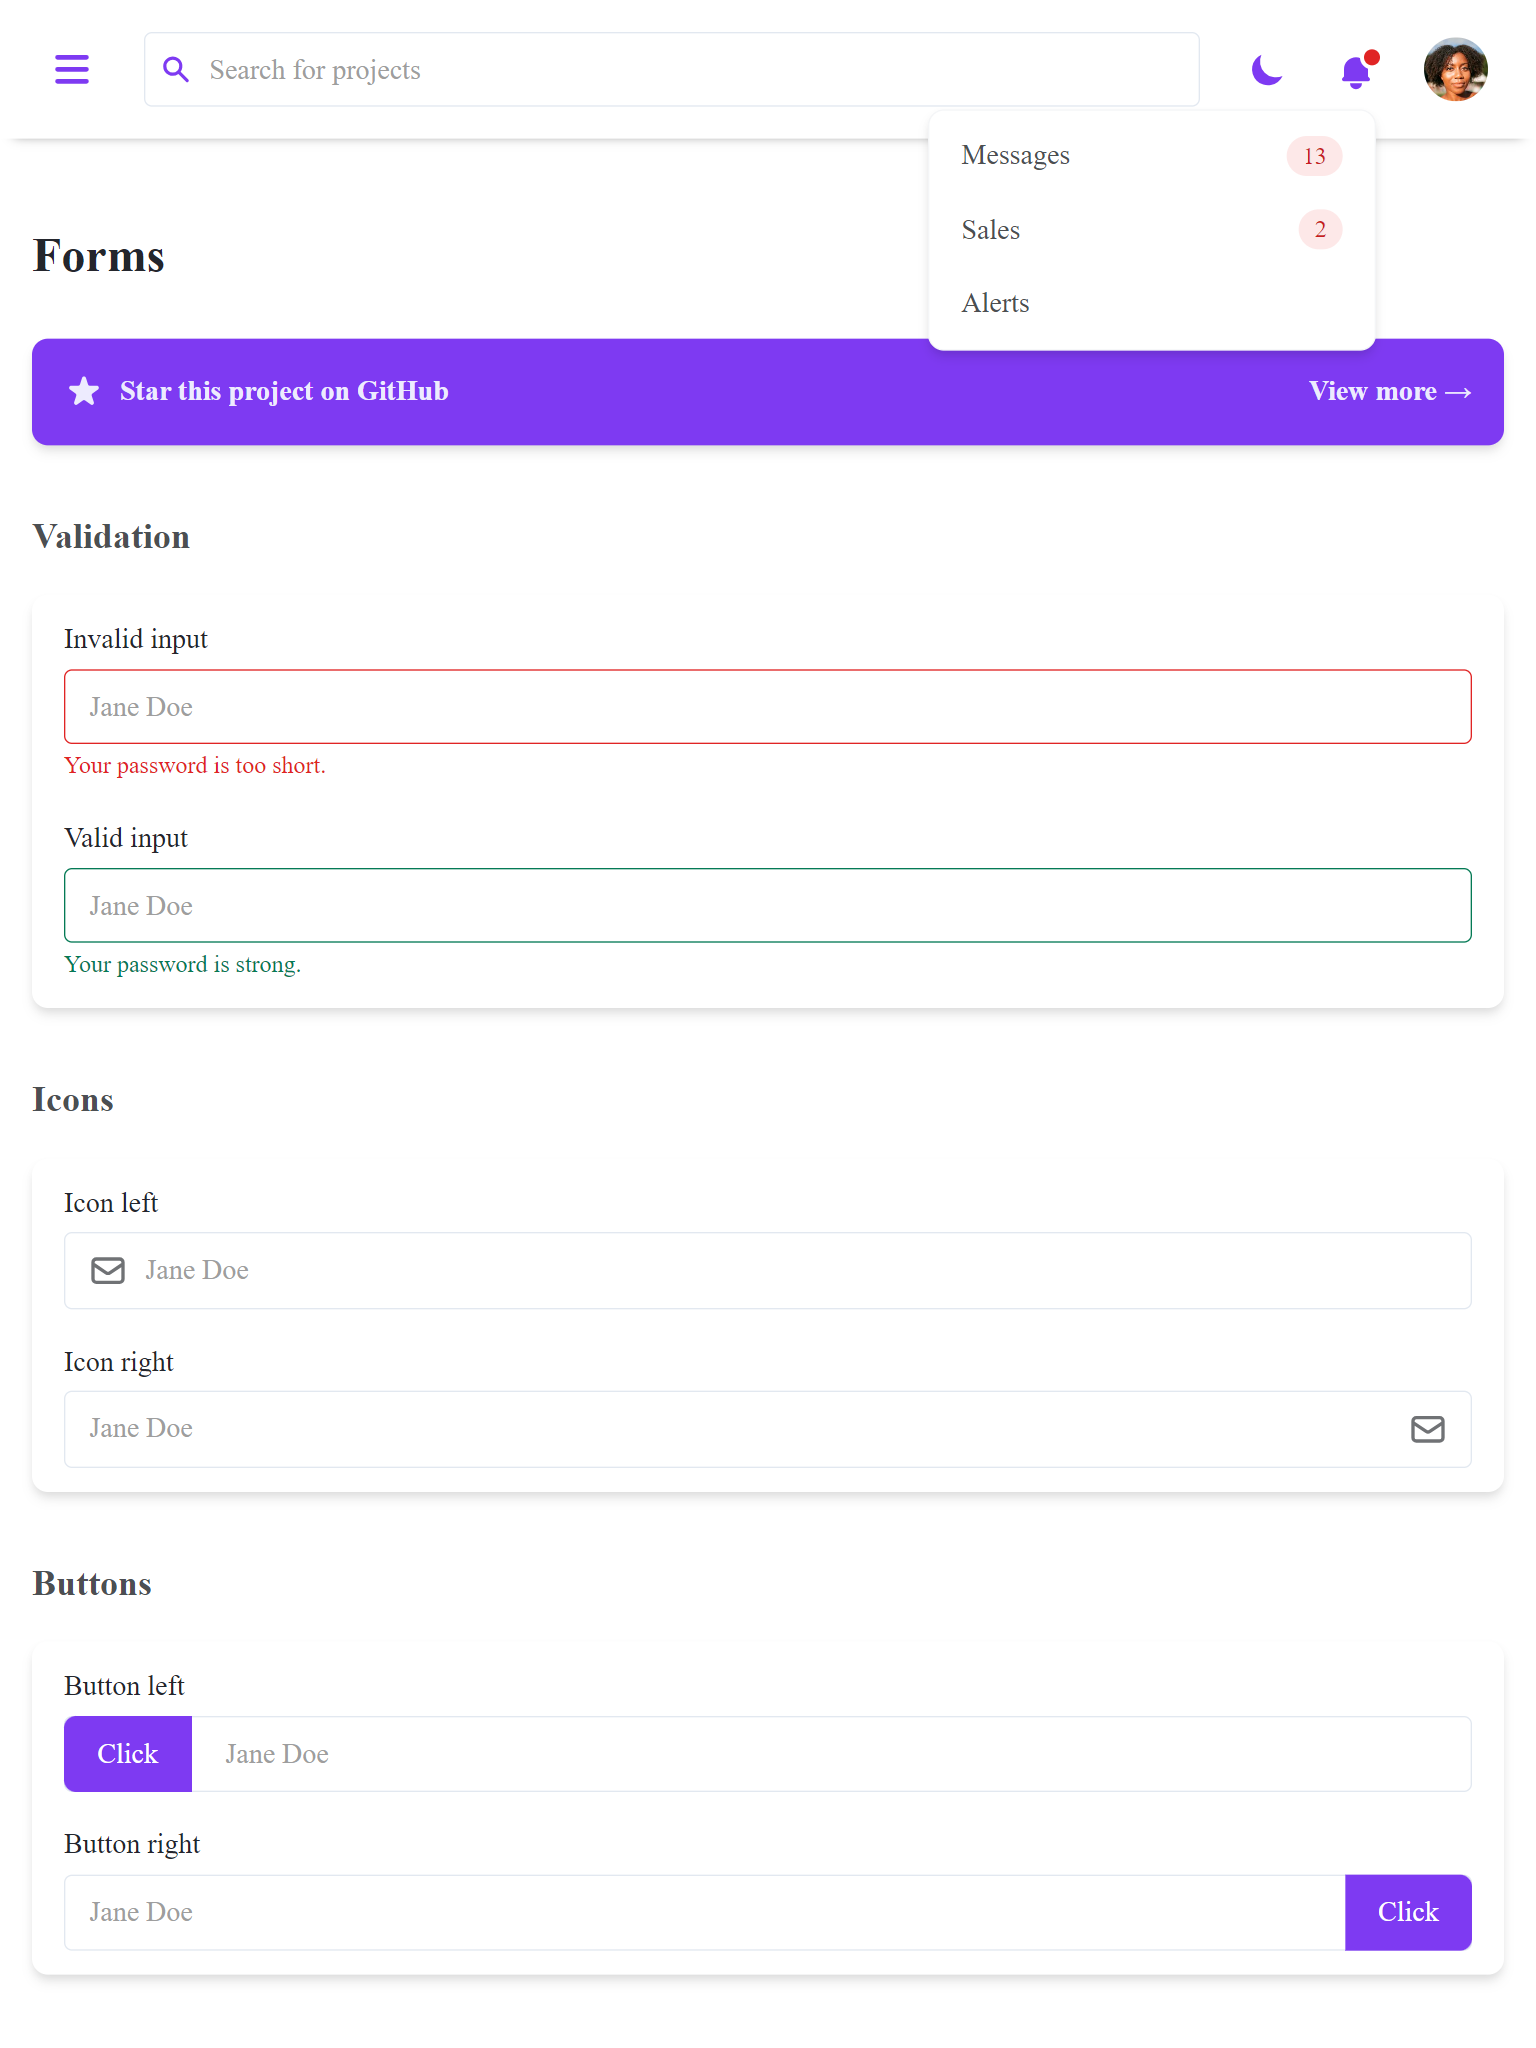 Search for projects
Messages 13
Sales 2
Alerts
Forms
Star this project on GitHub View more →
Validation
Invalid input
Jane Doe
Your password is too short.
Valid input
Jane Doe
Your password is strong.
Icons
Icon left
Jane Doe
Icon right
Jane Doe
Buttons
Button left
Click Jane Doe
Button right
Jane Doe Click